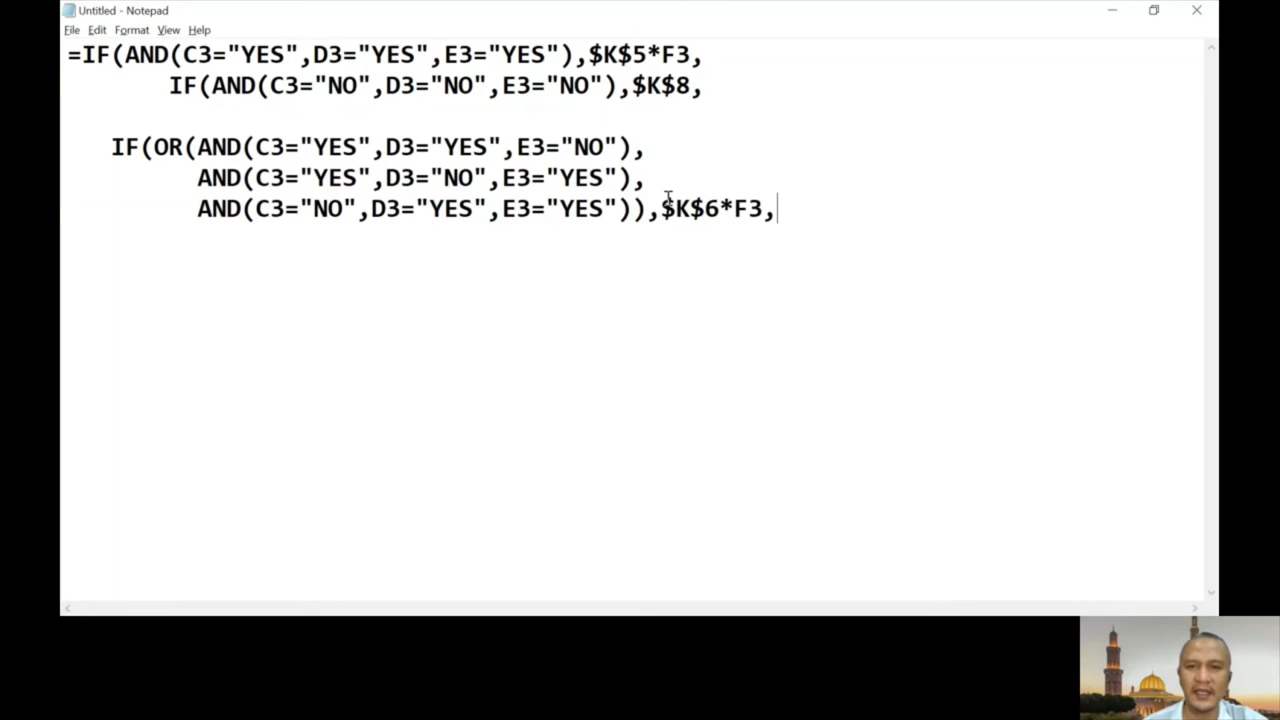 Untitled - Notepad
File Edit Format View Help
=IF(AND(C3="YES",D3="YES",E3="YES"),$K$5*F3,
IF(AND(C3="NO",D3="NO",E3="NO"),$K$8,
IF(OR(AND(C3="YES",D3="YES",E3="NO"),
AND(C3="YES",D3="NO",E3="YES"),
AND(C3="NO",D3="YES",E3="YES")),$K$6*F3,